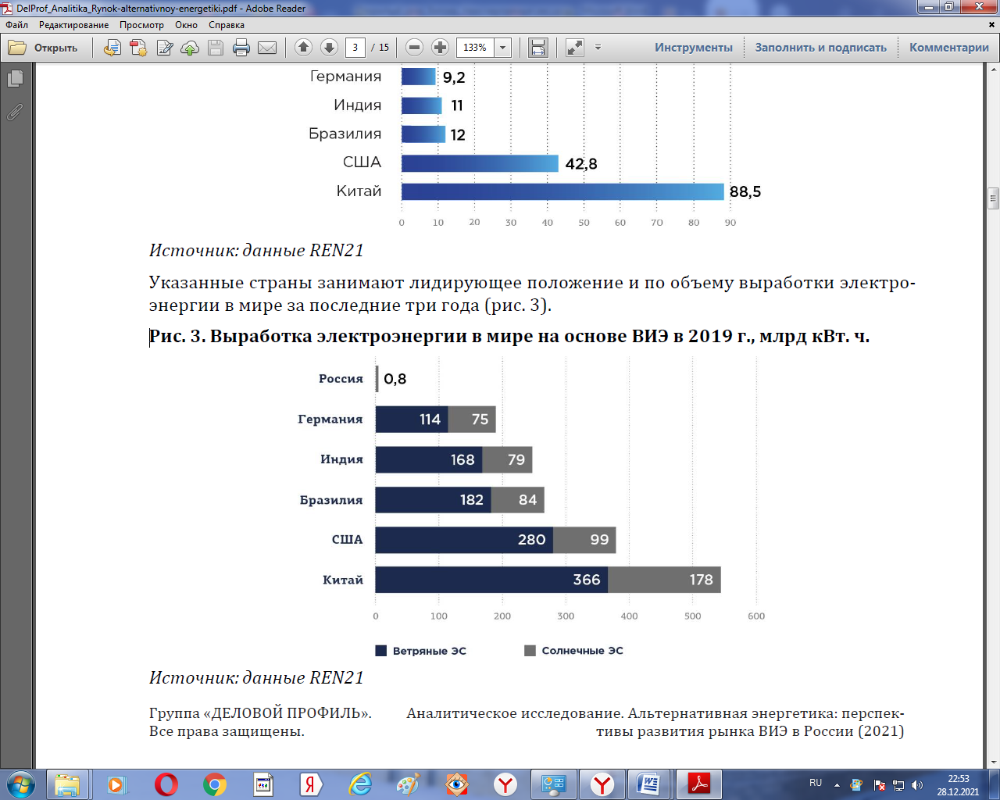 DelProf_Analitika_Rynok-alternativnoy-energetiki.pdf - Adobe Reader
Файл Редактирование Просмотр Окно Справка
Открыть 3 / 15 133% Инструменты Заполнить и подписать Комментарии
Германия 9,2
Индия 11
Бразилия 12
США 42,8
Китай 88,5
0 10 20 30 40 50 60 70 80 90
Источник: данные REN21
Указанные страны занимают лидирующее положение и по объему выработки электро-
энергии в мире за последние три года (рис. 3).
Рис. 3. Выработка электроэнергии в мире на основе ВИЭ в 2019 г., млрд кВт. ч.
Россия 0,8
Германия 114 75
Индия 168 79
Бразилия 182 84
США 280 99
Китай 366 178
0 100 200 300 400 500 600
Ветряные ЭС Солнечные ЭС
Источник: данные REN21
Группа «ДЕЛОВОЙ ПРОФИЛЬ». Аналитическое исследование. Альтернативная энергетика: перспек-
Все права защищены. тивы развития рынка ВИЭ в России (2021)
RU 22:53
28.12.2021